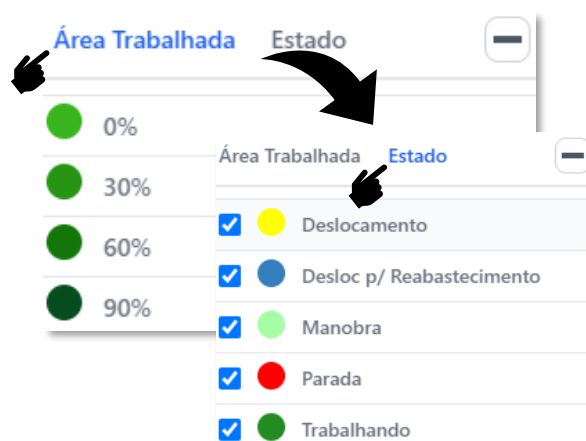 Área Trabalhada Estado
0%
30%
60%
90%
Área Trabalhada Estado
Deslocamento
Desloc p/ Reabastecimento
Manobra
Parada
Trabalhando